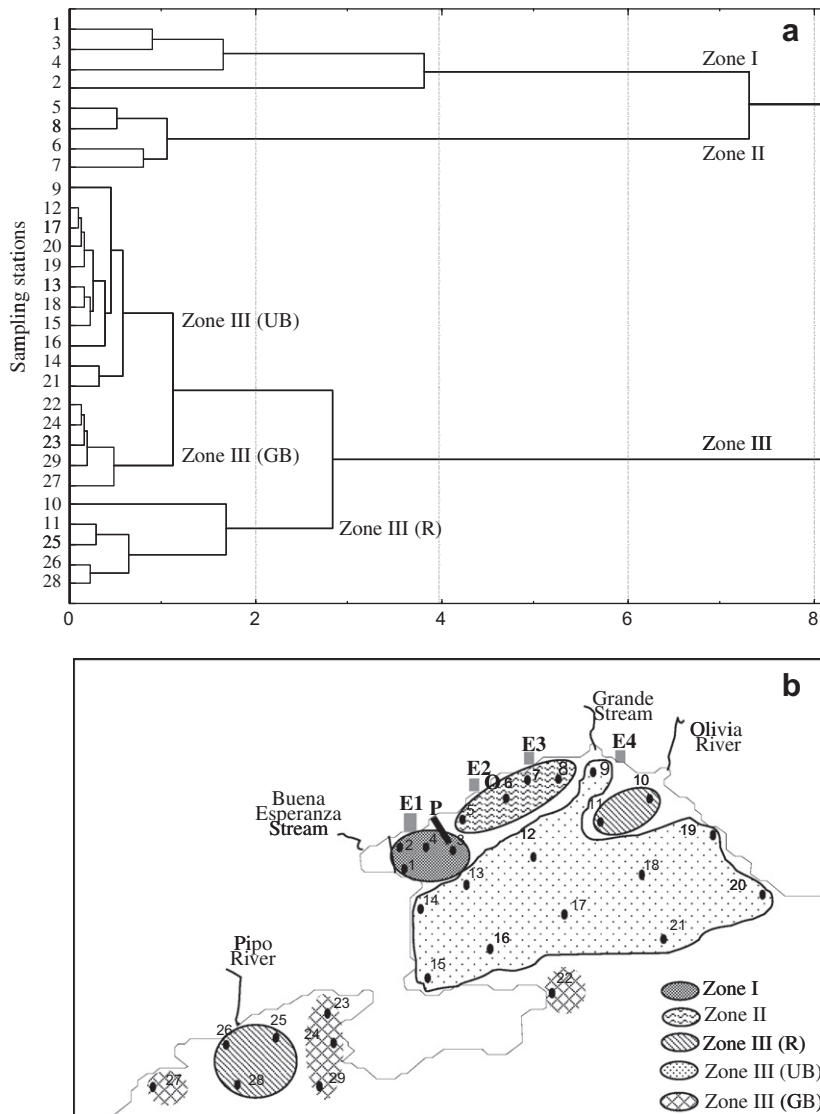 a
1
3
Zone I
4
2
5
8
6
Zone II
7
9
12
17
20
19
13
18
Zone III (UB)
15
16
14
21
22
24
Zone III
23
Zone III (GB)
29
27
10
11
Zone III (R)
25
26
28
Sampling stations
0 2 4 6 8
b
Grande
Stream
Olivia
River
E4
E3
E2
O
E1
P
Buena
Esperanza
Stream
9
8
7
6
5
10
11
2 4 3
1
12
19
13
18
20
14
17
21
16
15
22
Pipo
River
23
25
26
24
28
27
29
Zone I
Zone II
Zone III (R)
Zone III (UB)
Zone III (GB)